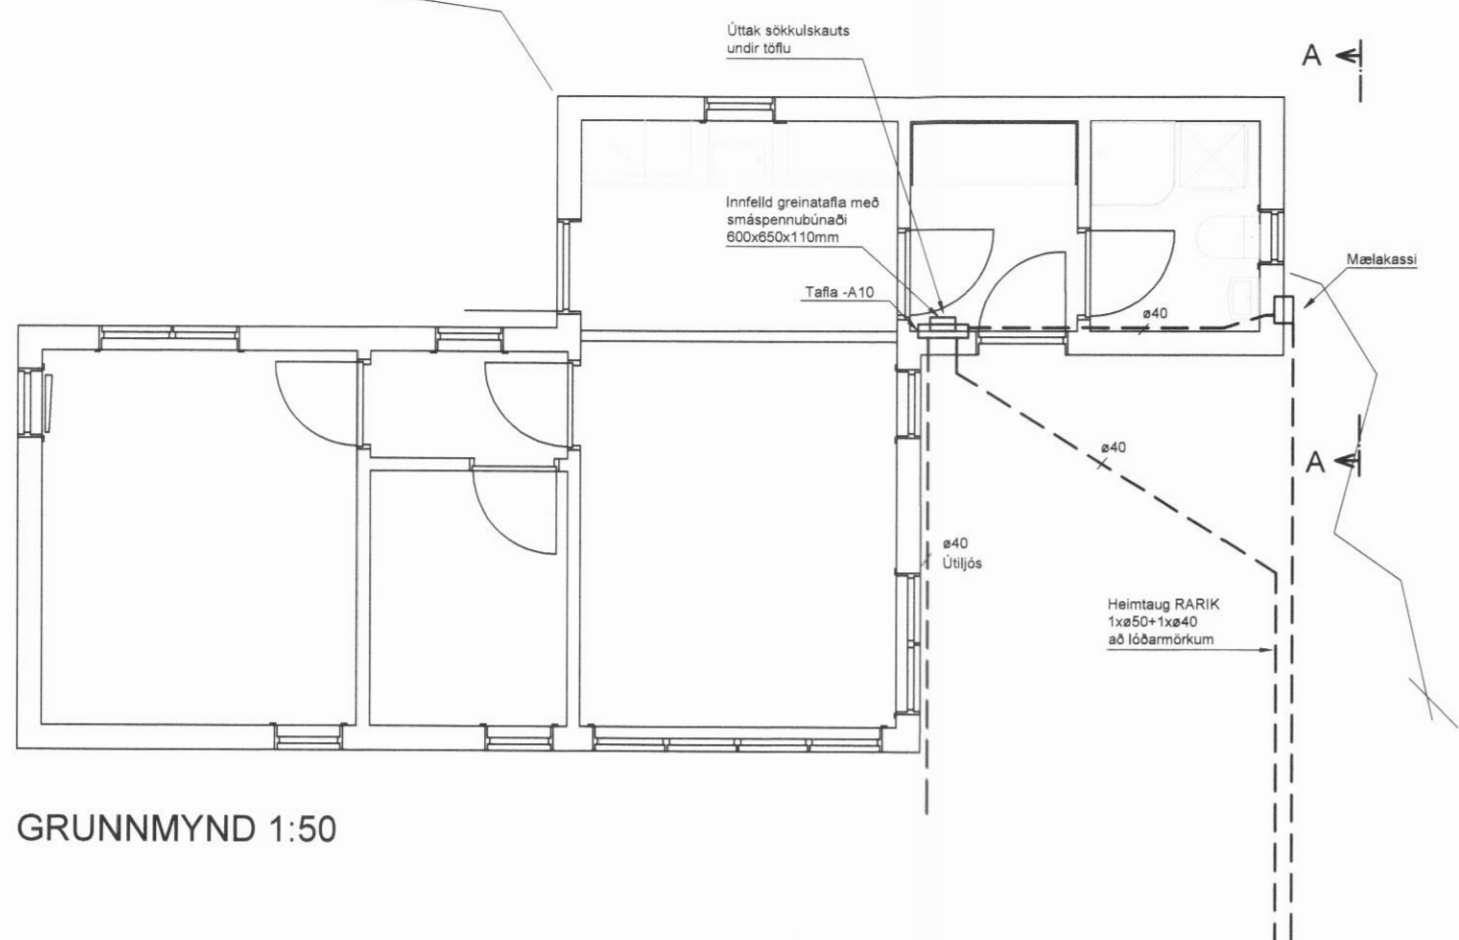 Úttak sökkulskauts
undir töflu
A
Innfelld greinatafla með
smáspennubúnaði
600x650x110mm
Mælakassi
Tafla -A10
ø40
ø40
A
ø40
Útiljós
Heimtaug RARIK
1xø50+1xø40
að lóðarmörkum
GRUNNMYND 1:50